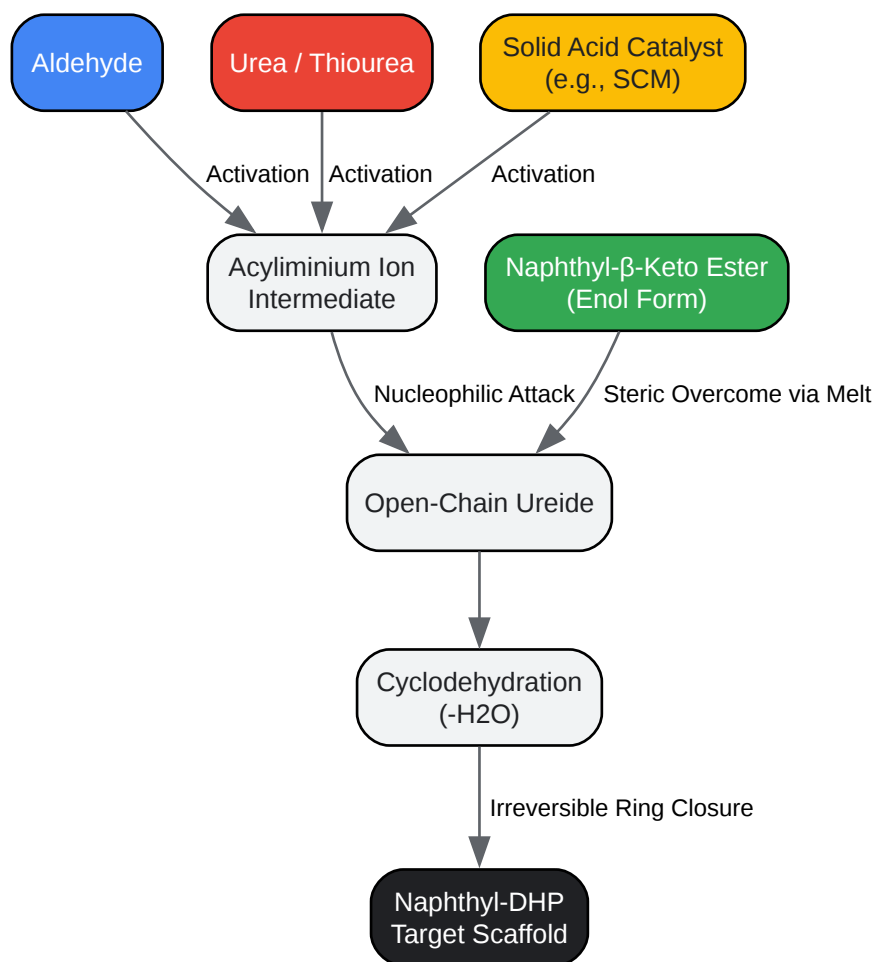 Aldehyde
Urea / Thiourea
Solid Acid Catalyst
(e.g., SCM)
Activation
Activation
Activation
Acyliminium Ion
Intermediate
Naphthyl-β-Keto Ester
(Enol Form)
Nucleophilic Attack
Steric Overcome via Melt
Open-Chain Ureide
Cyclodehydration
(-H2O)
Irreversible Ring Closure
Naphthyl-DHP
Target Scaffold